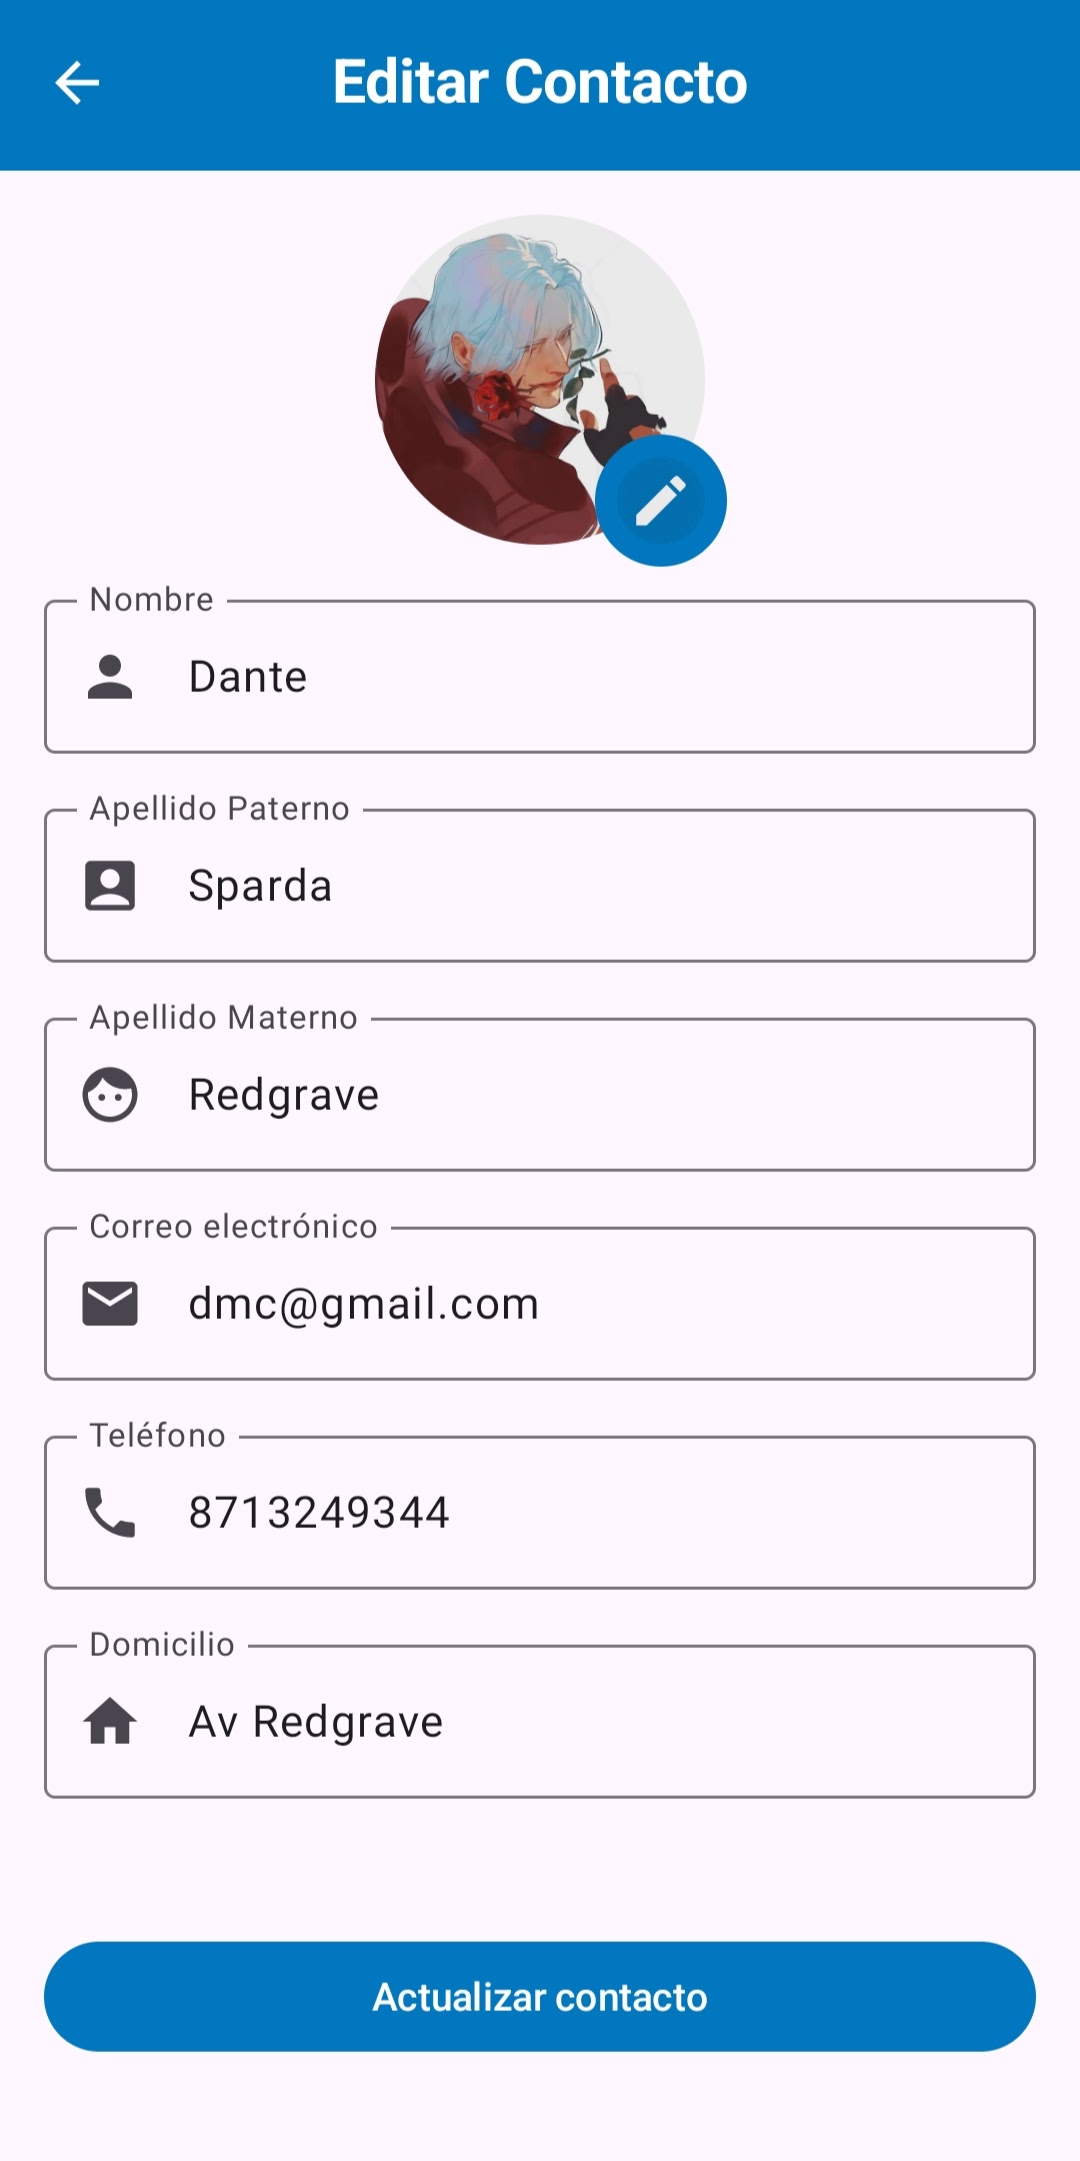 Editar Contacto
Nombre
Dante
Apellido Paterno
Sparda
Apellido Materno
Redgrave
Correo electrónico
dmc@gmail.com
Teléfono
8713249344
Domicilio
Av Redgrave
Actualizar contacto